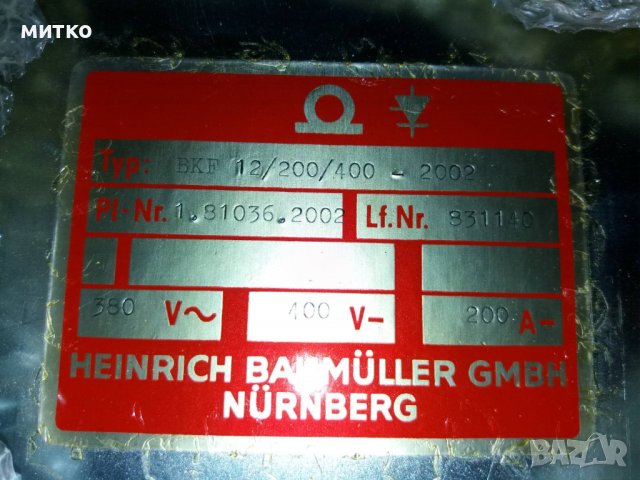 МИТКО
Typ: BKF 12/200/400 - 2002
Pl-Nr. 1.81036.2002 Lf.Nr. 831140
380 V~ 400 V- 200 A-
HEINRICH BAUMÜLLER GMBH
NÜRNBERG
BAZAR